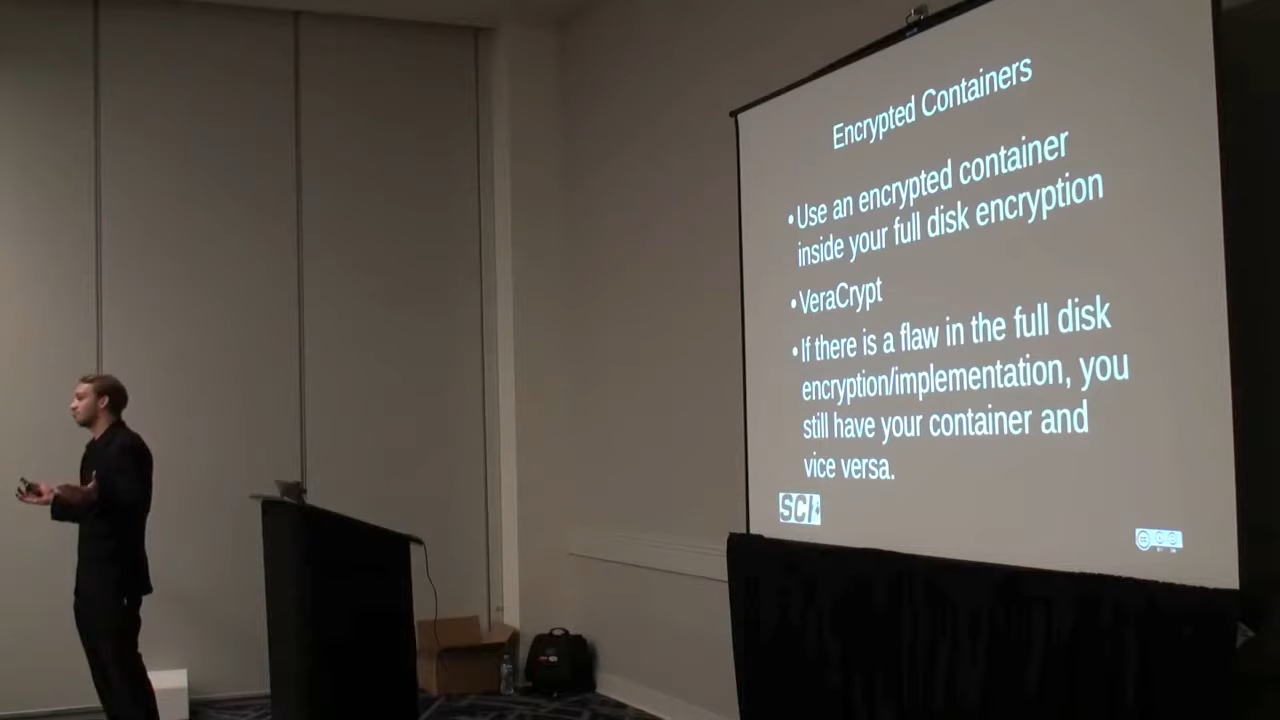 Encrypted Containers
• Use an encrypted container
inside your full disk encryption
• VeraCrypt
• If there is a flaw in the full disk
encryption/implementation, you
still have your container and
vice versa.
SCI